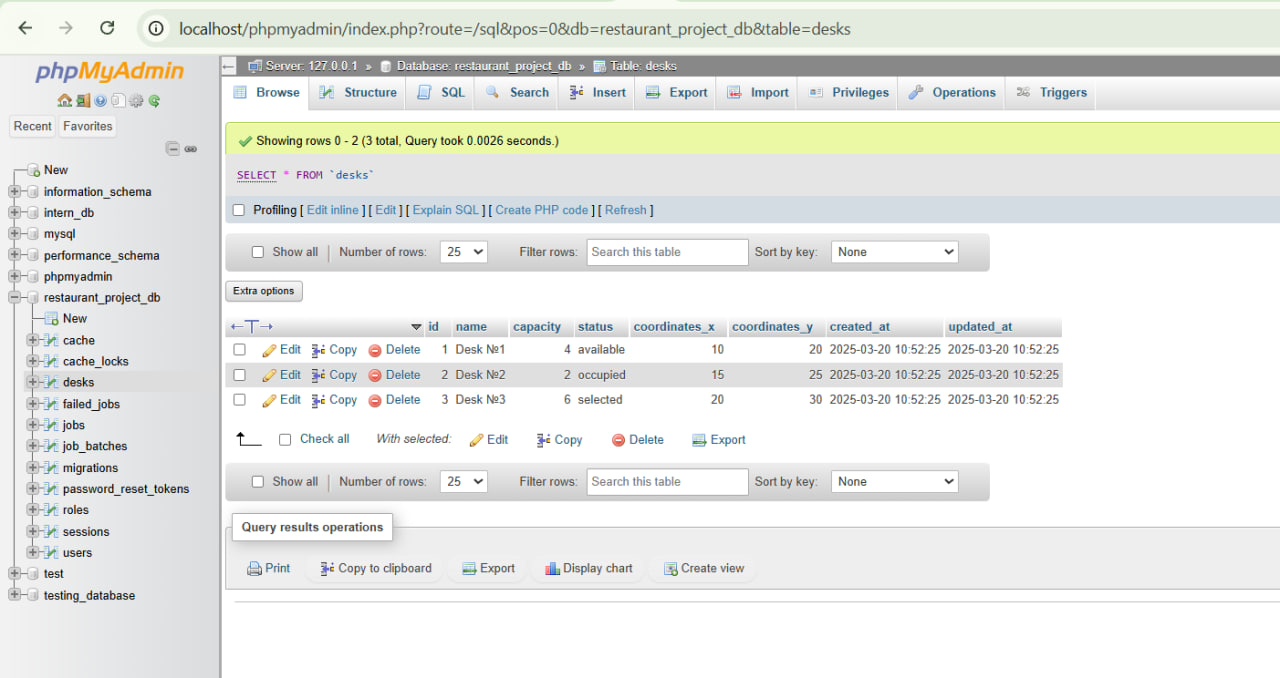 localhost/phpmyadmin/index.php?route=/sql&pos=0&db=restaurant_project_db&table=desks
phpMyAdmin
Recent Favorites
New
information_schema
intern_db
mysql
performance_schema
phpmyadmin
restaurant_project_db
New
cache
cache_locks
desks
failed_jobs
jobs
job_batches
migrations
password_reset_tokens
roles
sessions
users
test
testing_database
Server: 127.0.0.1 » Database: restaurant_project_db » Table: desks
Browse Structure SQL Search Insert Export Import Privileges Operations Triggers
Showing rows 0 - 2 (3 total, Query took 0.0026 seconds.)
SELECT * FROM `desks`
Profiling [ Edit inline ] [ Edit ] [ Explain SQL ] [ Create PHP code ] [ Refresh ]
Show all Number of rows: 25 Filter rows: Search this table Sort by key: None
Extra options
id name capacity status coordinates_x coordinates_y created_at updated_at
Edit Copy Delete 1 Desk №1 4 available 10 20 2025-03-20 10:52:25 2025-03-20 10:52:25
Edit Copy Delete 2 Desk №2 2 occupied 15 25 2025-03-20 10:52:25 2025-03-20 10:52:25
Edit Copy Delete 3 Desk №3 6 selected 20 30 2025-03-20 10:52:25 2025-03-20 10:52:25
Check all With selected: Edit Copy Delete Export
Show all Number of rows: 25 Filter rows: Search this table Sort by key: None
Query results operations
Print Copy to clipboard Export Display chart Create view